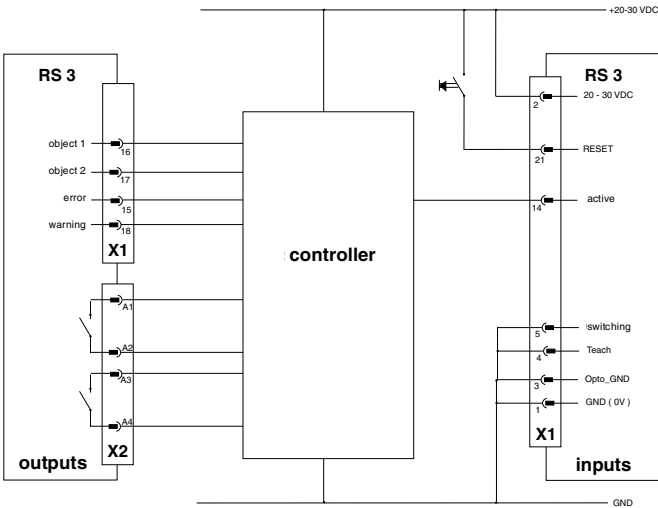 +20-30 VDC
RS 3
RS 3
2
20 - 30 VDC
object 1
16
21
RESET
object 2
17
error
15
14
active
warning
18
X1
controller
A1
5
switching
A2
4
Teach
A3
3
Opto_GND
A4
1
GND ( 0V )
X2
X1
outputs
inputs
GND